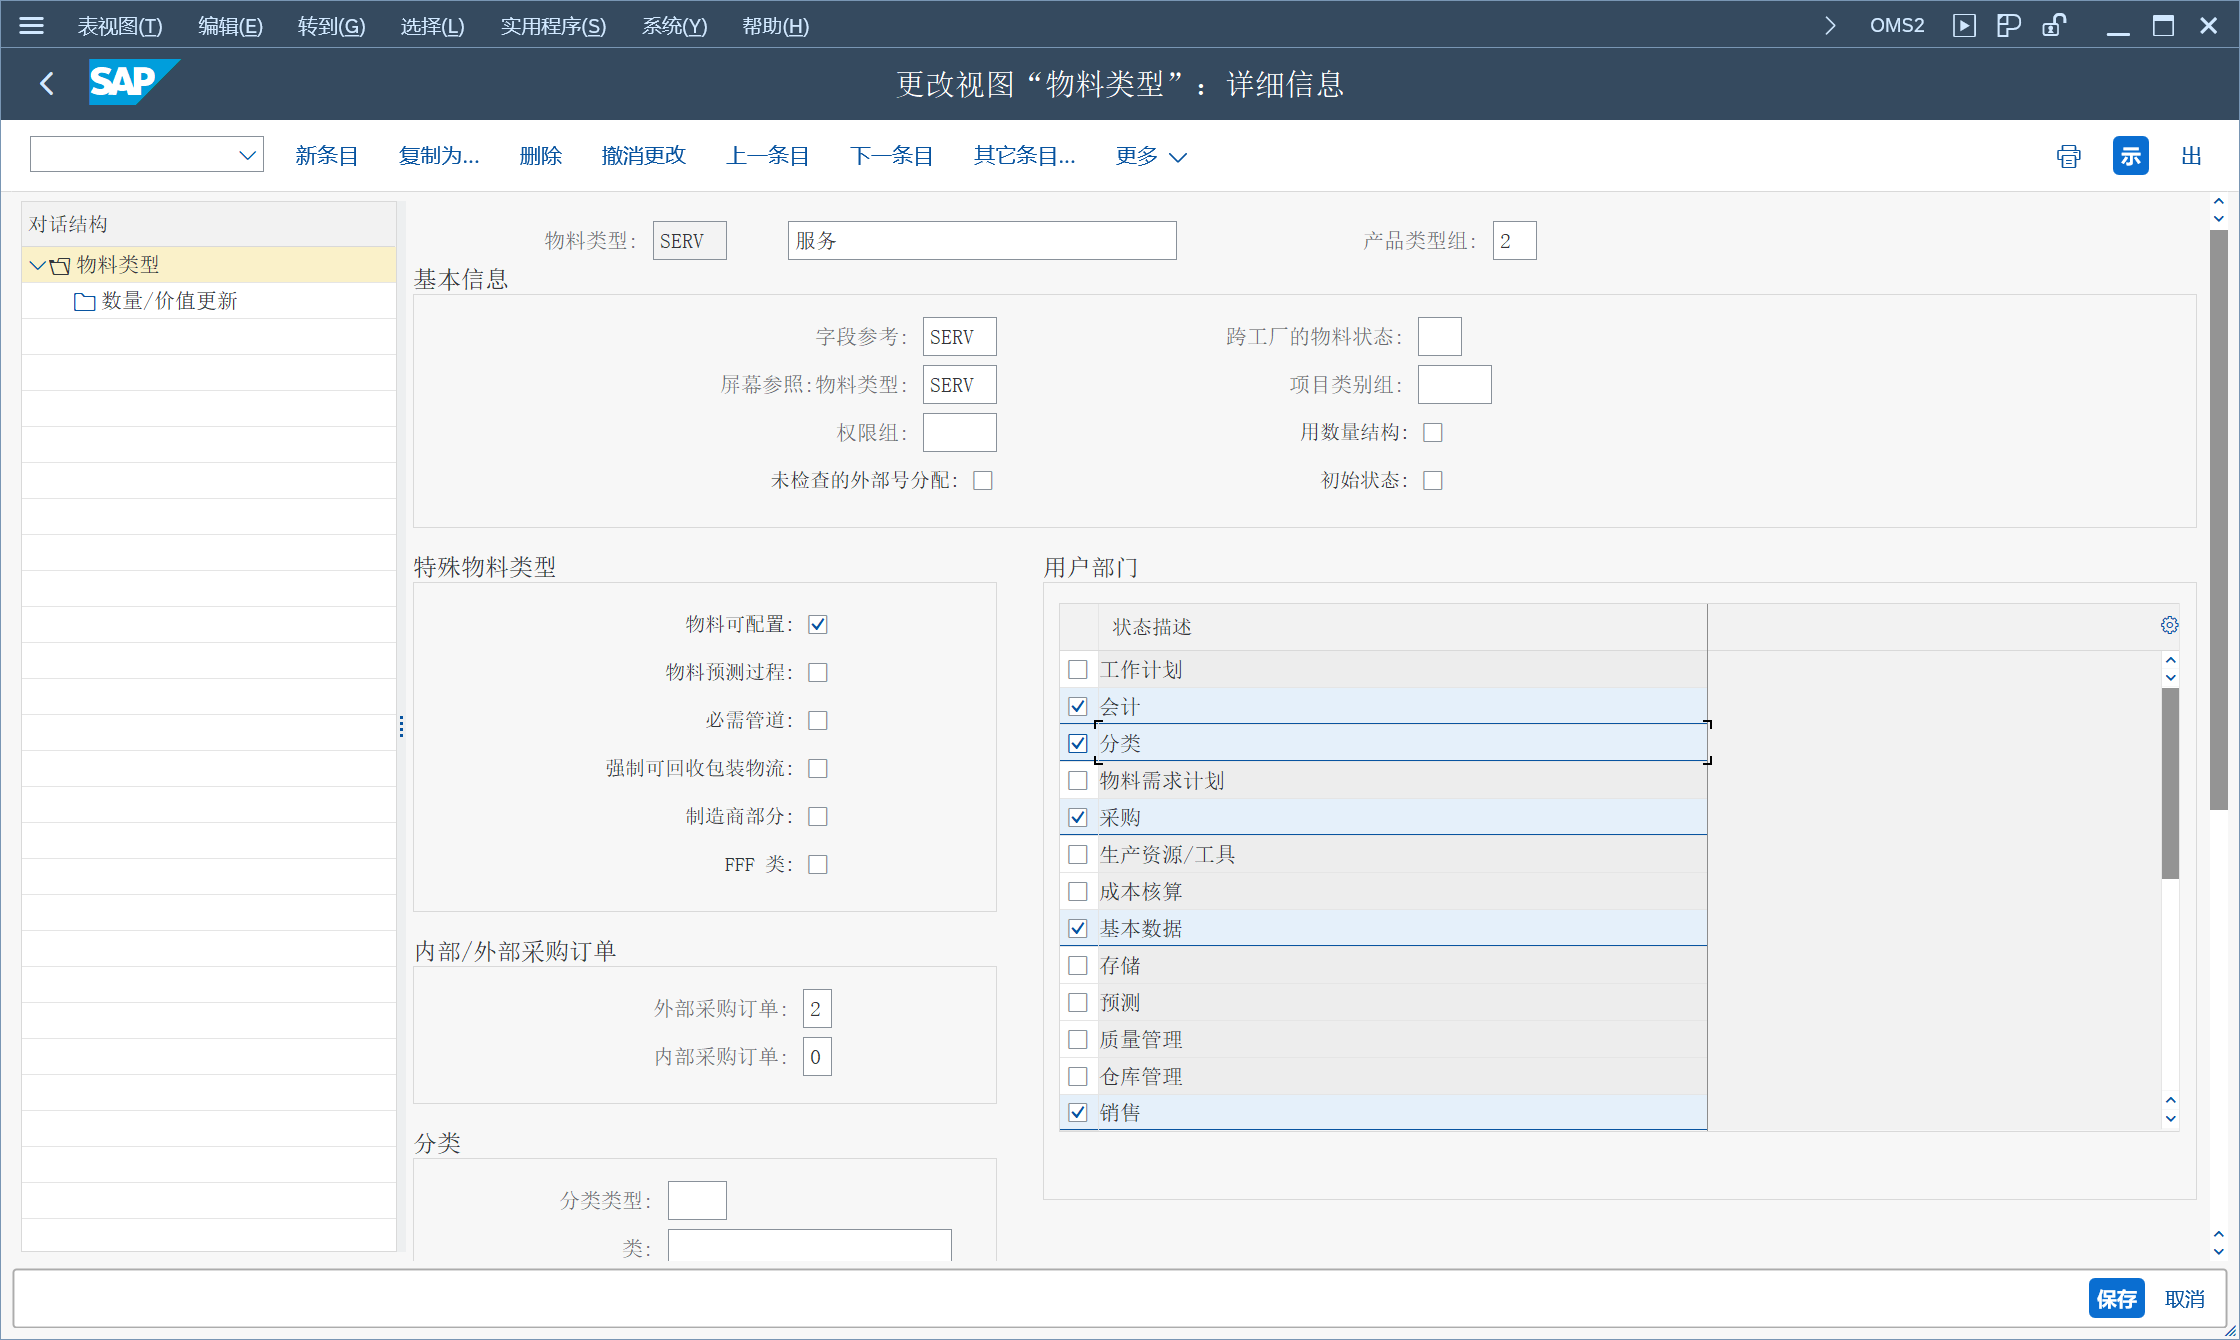 表视图(T) 编辑(E) 转到(G) 选择(L) 实用程序(S) 系统(Y) 帮助(H) OMS2
SAP 更改视图“物料类型”：详细信息
新条目 复制为... 删除 撤消更改 上一条目 下一条目 其它条目... 更多 示 出
对话结构
物料类型
数量/价值更新
物料类型: SERV 服务 产品类型组: 2
基本信息
字段参考: SERV 跨工厂的物料状态:
屏幕参照:物料类型: SERV 项目类别组:
权限组: 用数量结构:
未检查的外部号分配: 初始状态:
特殊物料类型
物料可配置:
物料预测过程:
必需管道:
强制可回收包装物流:
制造商部分:
FFF 类:
内部/外部采购订单
外部采购订单: 2
内部采购订单: 0
分类
分类类型:
类:
用户部门
状态描述
工作计划
会计
分类
物料需求计划
采购
生产资源/工具
成本核算
基本数据
存储
预测
质量管理
仓库管理
销售
保存 取消